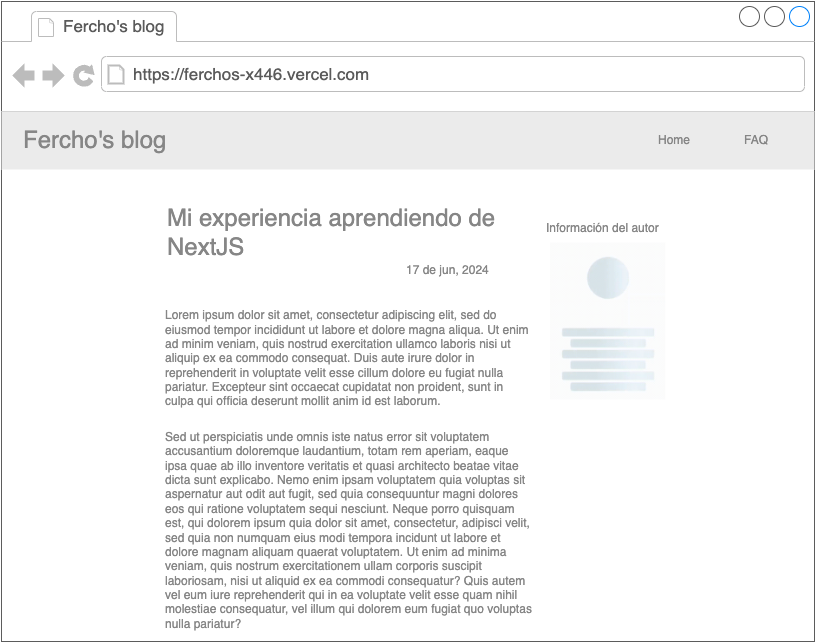 Fercho's blog
https://ferchos-x446.vercel.com
Fercho's blog
Home
FAQ
Mi experiencia aprendiendo de
NextJS
17 de jun, 2024
Información del autor
Lorem ipsum dolor sit amet, consectetur adipiscing elit, sed do
eiusmod tempor incididunt ut labore et dolore magna aliqua. Ut enim
ad minim veniam, quis nostrud exercitation ullamco laboris nisi ut
aliquip ex ea commodo consequat. Duis aute irure dolor in
reprehenderit in voluptate velit esse cillum dolore eu fugiat nulla
pariatur. Excepteur sint occaecat cupidatat non proident, sunt in
culpa qui officia deserunt mollit anim id est laborum.
Sed ut perspiciatis unde omnis iste natus error sit voluptatem
accusantium doloremque laudantium, totam rem aperiam, eaque
ipsa quae ab illo inventore veritatis et quasi architecto beatae vitae
dicta sunt explicabo. Nemo enim ipsam voluptatem quia voluptas sit
aspernatur aut odit aut fugit, sed quia consequuntur magni dolores
eos qui ratione voluptatem sequi nesciunt. Neque porro quisquam
est, qui dolorem ipsum quia dolor sit amet, consectetur, adipisci velit,
sed quia non numquam eius modi tempora incidunt ut labore et
dolore magnam aliquam quaerat voluptatem. Ut enim ad minima
veniam, quis nostrum exercitationem ullam corporis suscipit
laboriosam, nisi ut aliquid ex ea commodi consequatur? Quis autem
vel eum iure reprehenderit qui in ea voluptate velit esse quam nihil
molestiae consequatur, vel illum qui dolorem eum fugiat quo voluptas
nulla pariatur?